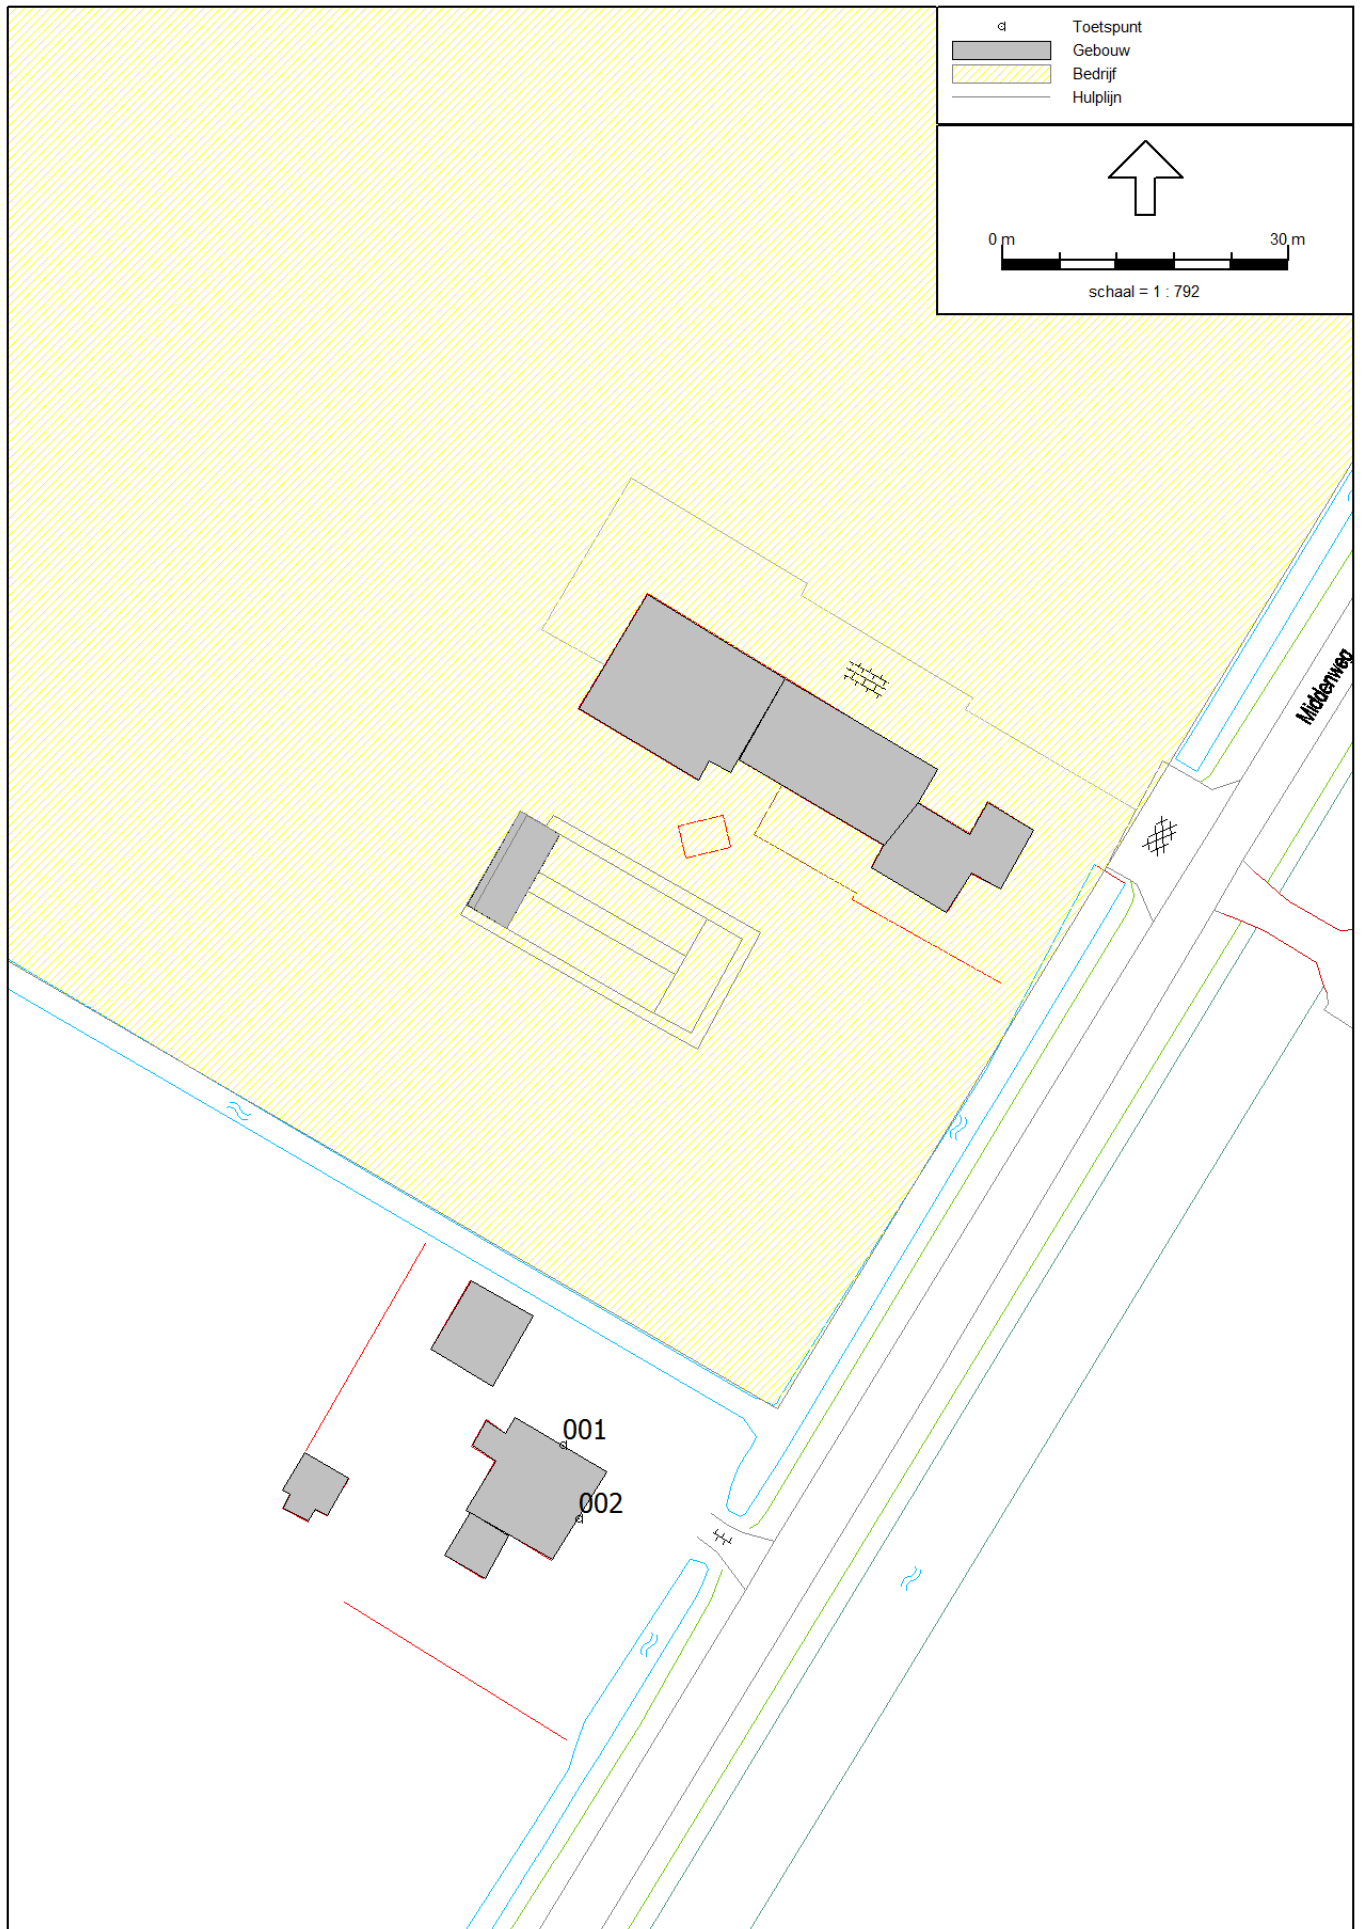 Toetspunt
Gebouw
Bedrijf
Hulplijn
0 m 30 m
schaal = 1 : 792
Middenweg
001
002